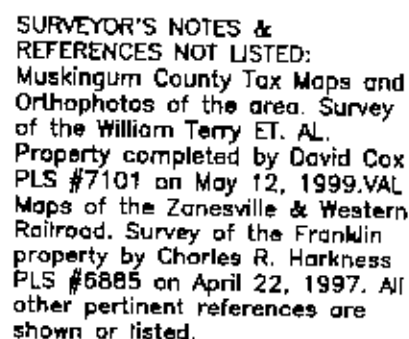 SURVEYOR'S NOTES &
REFERENCES NOT LISTED:
Muskingum County Tax Maps and
Orthophotos of the area. Survey
of the William Terry ET. AL.
Property completed by David Cox
PLS #7101 on May 12, 1999.VAL
Maps of the Zanesville & Western
Railroad. Survey of the Franklin
property by Charles R. Harkness
PLS #6885 on April 22, 1997. All
other pertinent references are
shown or listed.